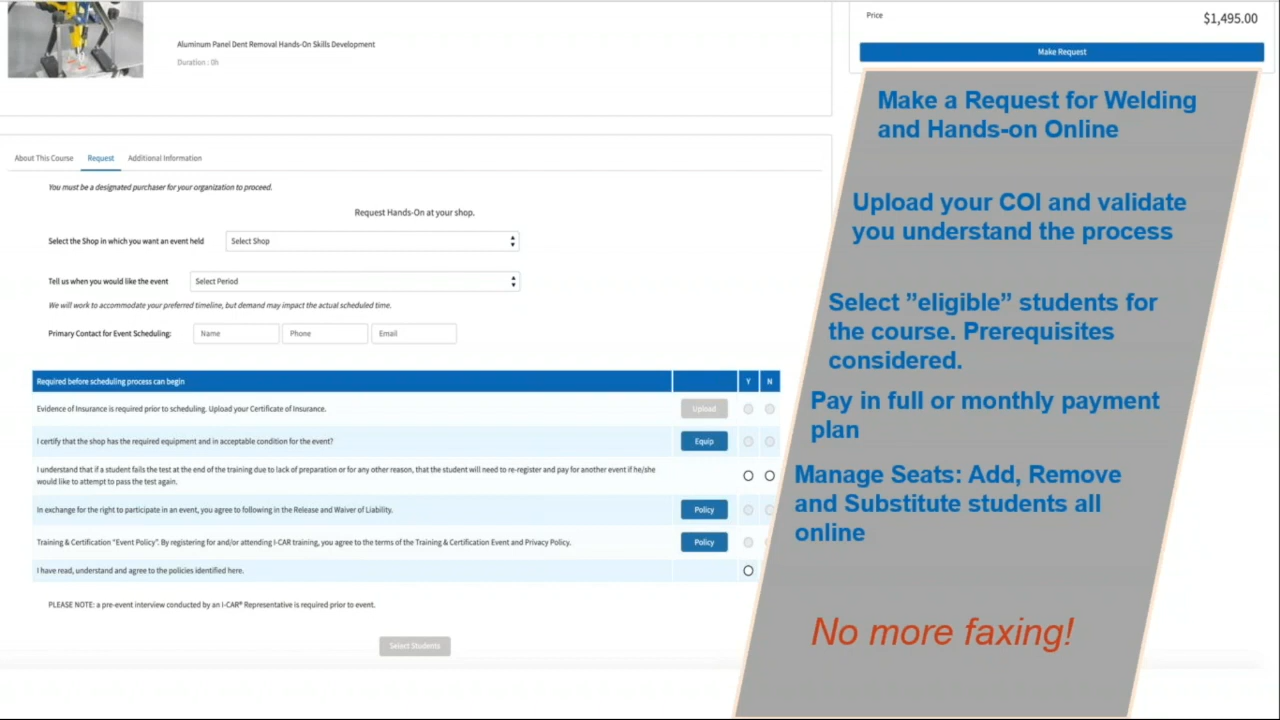 Aluminum Panel Dent Removal Hands-On Skills Development
Duration : 0h
Price
$1,495.00
Make Request
About This Course
Request
Additional Information
You must be a designated purchaser for your organization to proceed.
Request Hands-On at your shop.
Select the Shop in which you want an event held
Select Shop
Tell us when you would like the event
Select Period
We will work to accommodate your preferred timeline, but demand may impact the actual scheduled time.
Primary Contact for Event Scheduling:
Name
Phone
Email
Required before scheduling process can begin
Y
N
Evidence of Insurance is required prior to scheduling. Upload your Certificate of Insurance.
Upload
I certify that the shop has the required equipment and in acceptable condition for the event?
Equip
I understand that if a student fails the test at the end of the training due to lack of preparation or for any other reason, that the student will need to re-register and pay for another event if he/she
would like to attempt to pass the test again.
In exchange for the right to participate in an event, you agree to following in the Release and Waiver of Liability.
Policy
Training & Certification "Event Policy". By registering for and/or attending I-CAR training, you agree to the terms of the Training & Certification Event and Privacy Policy.
Policy
I have read, understand and agree to the policies identified here.
PLEASE NOTE: a pre-event interview conducted by an I-CAR® Representative is required prior to event.
Select Students
Make a Request for Welding
and Hands-on Online
Upload your COI and validate
you understand the process
Select ”eligible” students for
the course. Prerequisites
considered.
Pay in full or monthly payment
plan
Manage Seats: Add, Remove
and Substitute students all
online
No more faxing!